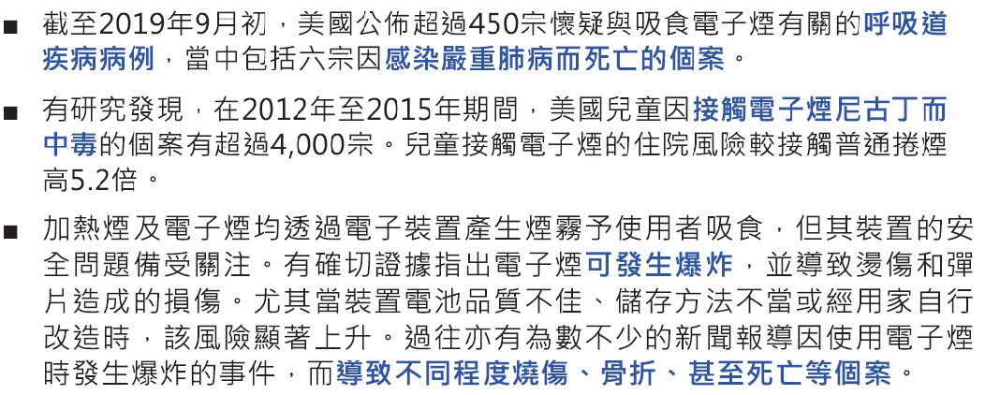 ■ 截至2019年9月初，美國公佈超過450宗懷疑與吸食電子煙有關的呼吸道
疾病病例，當中包括六宗因感染嚴重肺病而死亡的個案。
■ 有研究發現，在2012年至2015年期間，美國兒童因接觸電子煙尼古丁而
中毒的個案有超過4,000宗。兒童接觸電子煙的住院風險較接觸普通捲煙
高5.2倍。
■ 加熱煙及電子煙均透過電子裝置產生煙霧予使用者吸食，但其裝置的安
全問題備受關注。有確切證據指出電子煙可發生爆炸，並導致燙傷和彈
片造成的損傷。尤其當裝置電池品質不佳、儲存方法不當或經用家自行
改造時，該風險顯著上升。過往亦有為數不少的新聞報導因使用電子煙
時發生爆炸的事件，而導致不同程度燒傷、骨折、甚至死亡等個案。